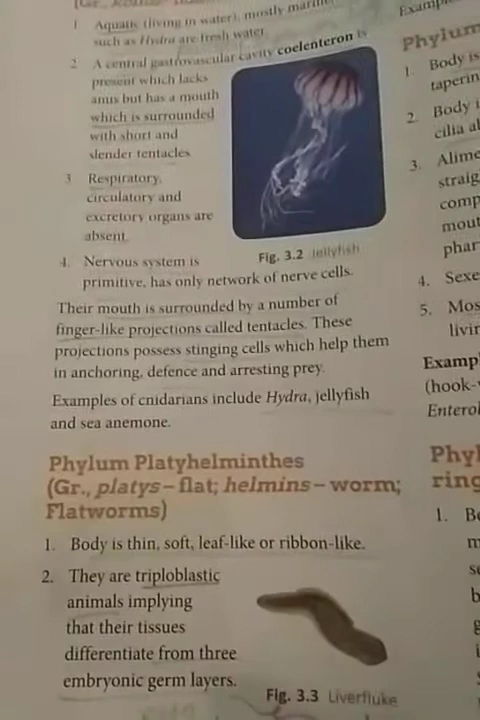 1 Aquatic (living in water), mostly
such as Hydra are fresh water.
2 A central gastrovascular cavity coelenteron is
present which lacks
anus but has a mouth
which is surrounded
with short and
slender tentacles
3 Respiratory,
circulatory and
excretory organs are
absent.
Fig. 3.2 Jellyfish
4. Nervous system is
primitive, has only network of nerve cells.
Their mouth is surrounded by a number of
finger-like projections called tentacles. These
projections possess stinging cells which help them
in anchoring, defence and arresting prey.
Examples of cnidarians include Hydra, jellyfish
and sea anemone.
Phylum Platyhelminthes
(Gr., platys – flat; helmins – worm;
Flatworms)
1. Body is thin, soft, leaf-like or ribbon-like.
2. They are triploblastic
animals implying
that their tissues
differentiate from three
embryonic germ layers.
Fig. 3.3 Liverfluke
Phylum
1. Body is
2. Body
cilia
3.
4.
5.
(hook-
1.